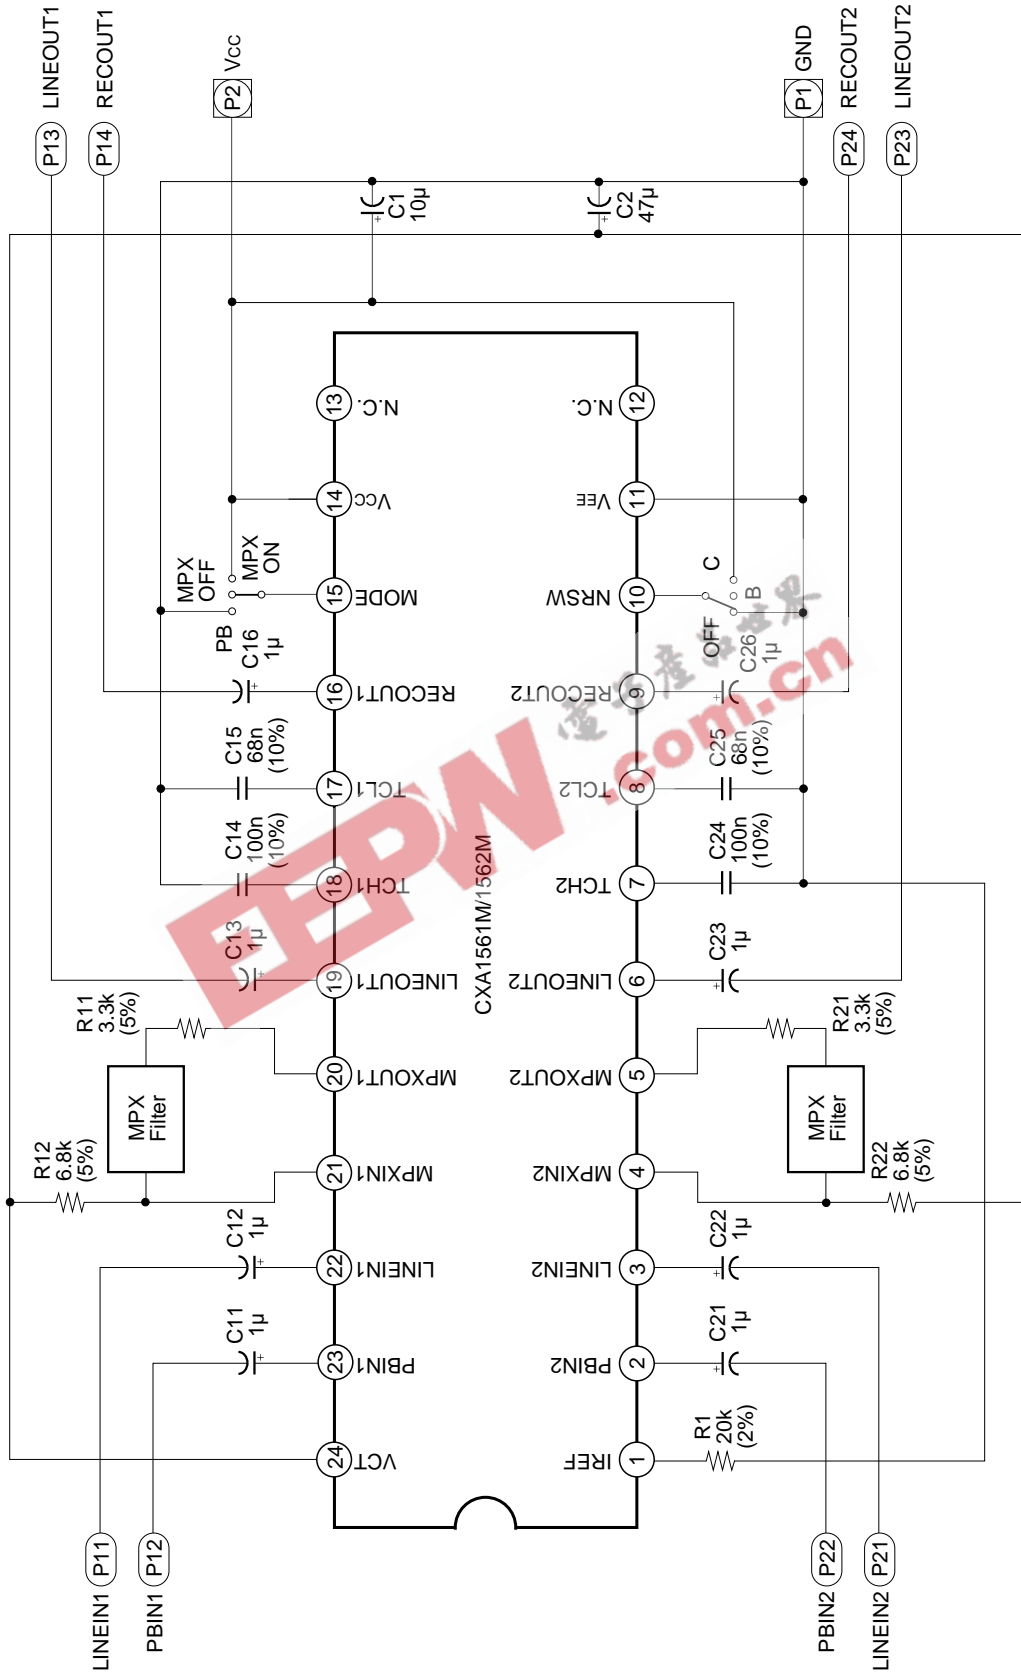 LINEOUT1
P13
RECOUT1
P14
Vcc
P2
GND
P1
RECOUT2
P24
LINEOUT2
P23
C1
10µ
C2
47µ
13
N.C.
N.C.
12
14
Vcc
VEE
11
MPX
OFF
MPX
ON
PB
15
MODE
NRSW
10
C
B
OFF
C16
1µ
16
RECOUT1
RECOUT2
9
C26
1µ
C15
68n
(10%)
17
TCL1
TCL2
8
C25
68n
(10%)
C14
100n
(10%)
18
TCH1
TCH2
7
C24
100n
(10%)
CXA1561M/1562M
C13
1µ
19
LINEOUT1
LINEOUT2
6
C23
1µ
R11
3.3k
(5%)
20
MPXOUT1
MPXOUT2
5
R21
3.3k
(5%)
MPX
Filter
MPX
Filter
R12
6.8k
(5%)
21
MPXIN1
MPXIN2
4
R22
6.8k
(5%)
C12
1µ
22
LINEIN1
LINEIN2
3
C22
1µ
C11
1µ
23
PBIN1
PBIN2
2
C21
1µ
24
VCT
IREF
1
R1
20k
(2%)
LINEIN1
P11
PBIN1
P12
PBIN2
P22
LINEIN2
P21
EEPW
.com.cn
電子產品世界